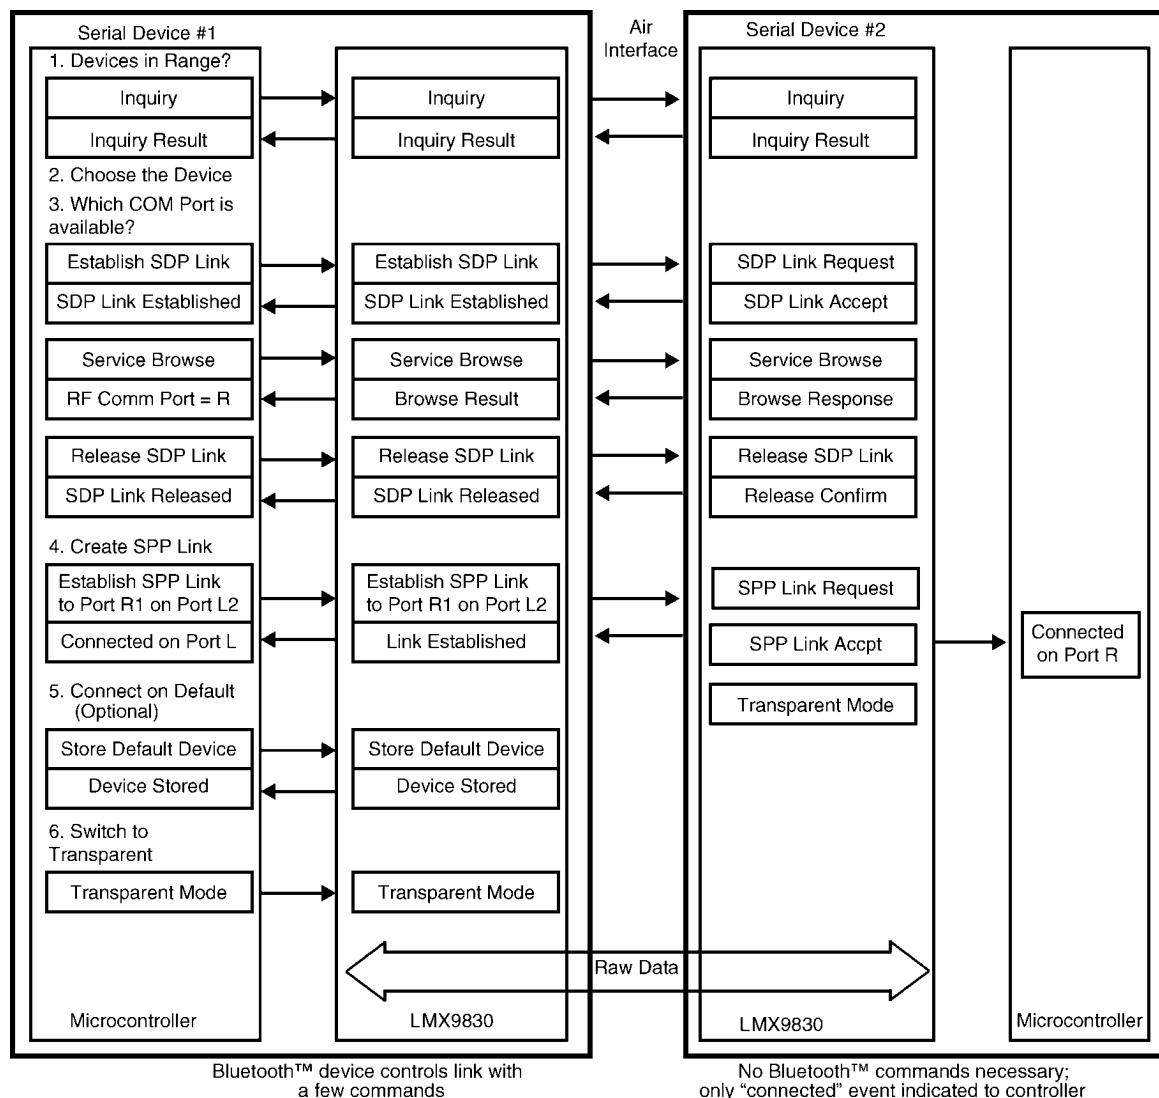 Serial Device #1
Air
Interface
Serial Device #2
1. Devices in Range?
Inquiry
Inquiry
Inquiry
Inquiry Result
Inquiry Result
Inquiry Result
2. Choose the Device
3. Which COM Port is
available?
Establish SDP Link
Establish SDP Link
SDP Link Request
SDP Link Established
SDP Link Established
SDP Link Accept
Service Browse
Service Browse
Service Browse
RF Comm Port = R
Browse Result
Browse Response
Release SDP Link
Release SDP Link
Release SDP Link
SDP Link Released
SDP Link Released
Release Confirm
4. Create SPP Link
Establish SPP Link
to Port R1 on Port L2
Establish SPP Link
to Port R1 on Port L2
SPP Link Request
Connected on Port L
Link Established
SPP Link Accpt
Connected
on Port R
5. Connect on Default
(Optional)
Transparent Mode
Store Default Device
Store Default Device
Device Stored
Device Stored
6. Switch to
Transparent
Transparent Mode
Transparent Mode
Raw Data
Microcontroller
LMX9830
LMX9830
Microcontroller
Bluetooth™ device controls link with
a few commands
No Bluetooth™ commands necessary;
only “connected” event indicated to controller